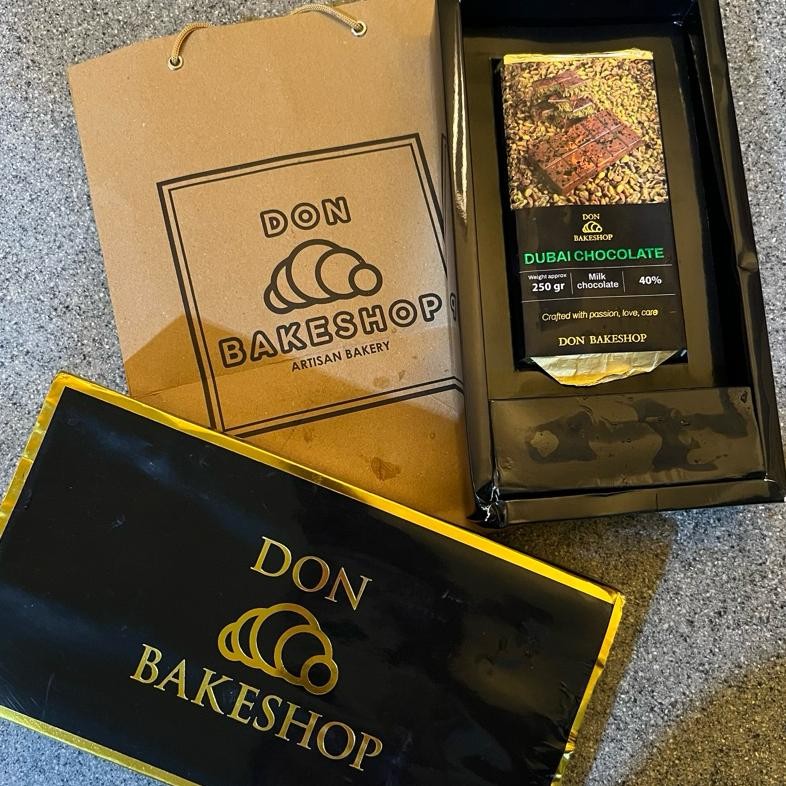 DON
BAKESHOP
ARTISAN BAKERY
DON
BAKESHOP
DUBAI CHOCOLATE
Weight approx
250 gr
Milk
chocolate
40%
Crafted with passion, love, care
DON BAKESHOP
DON
BAKESHOP